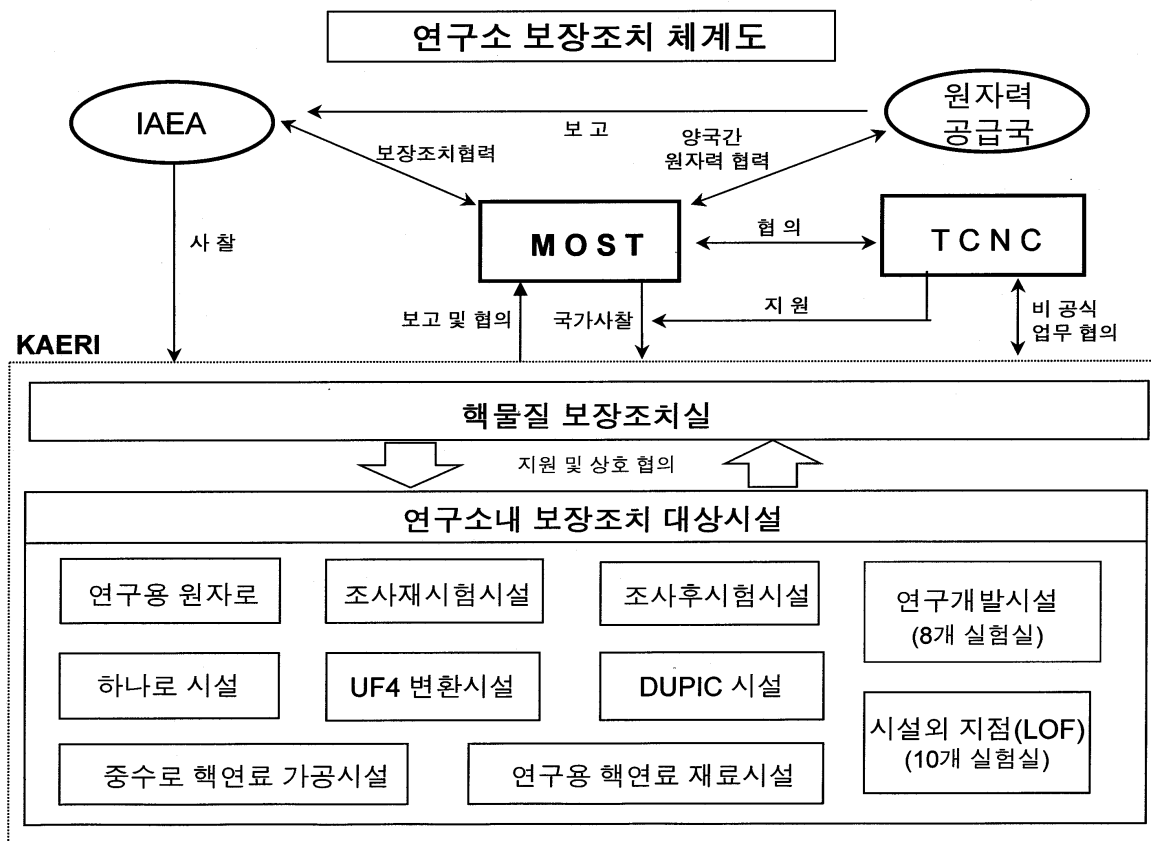 연구소 보장조치 체계도
IAEA
원자력
공급국
보 고
보장조치협력
양국간
원자력 협력
M O S T
협 의
T C N C
사 찰
보고 및 협의
국가사찰
지 원
비 공식
업무 협의
KAERI
핵물질 보장조치실
지원 및 상호 협의
연구소내 보장조치 대상시설
연구용 원자로
조사재시험시설
조사후시험시설
연구개발시설
(8개 실험실)
하나로 시설
UF4 변환시설
DUPIC 시설
시설외 지점(LOF)
(10개 실험실)
중수로 핵연료 가공시설
연구용 핵연료 재료시설